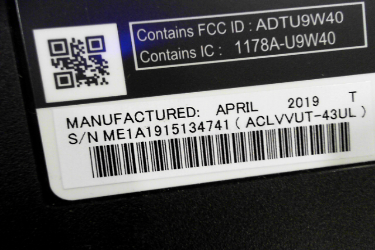 Contains FCC ID : ADTU9W40
Contains IC : 1178A-U9W40
MANUFACTURED: APRIL 2019 T
S/N ME1A1915134741 ( ACLVVUT-43UL )